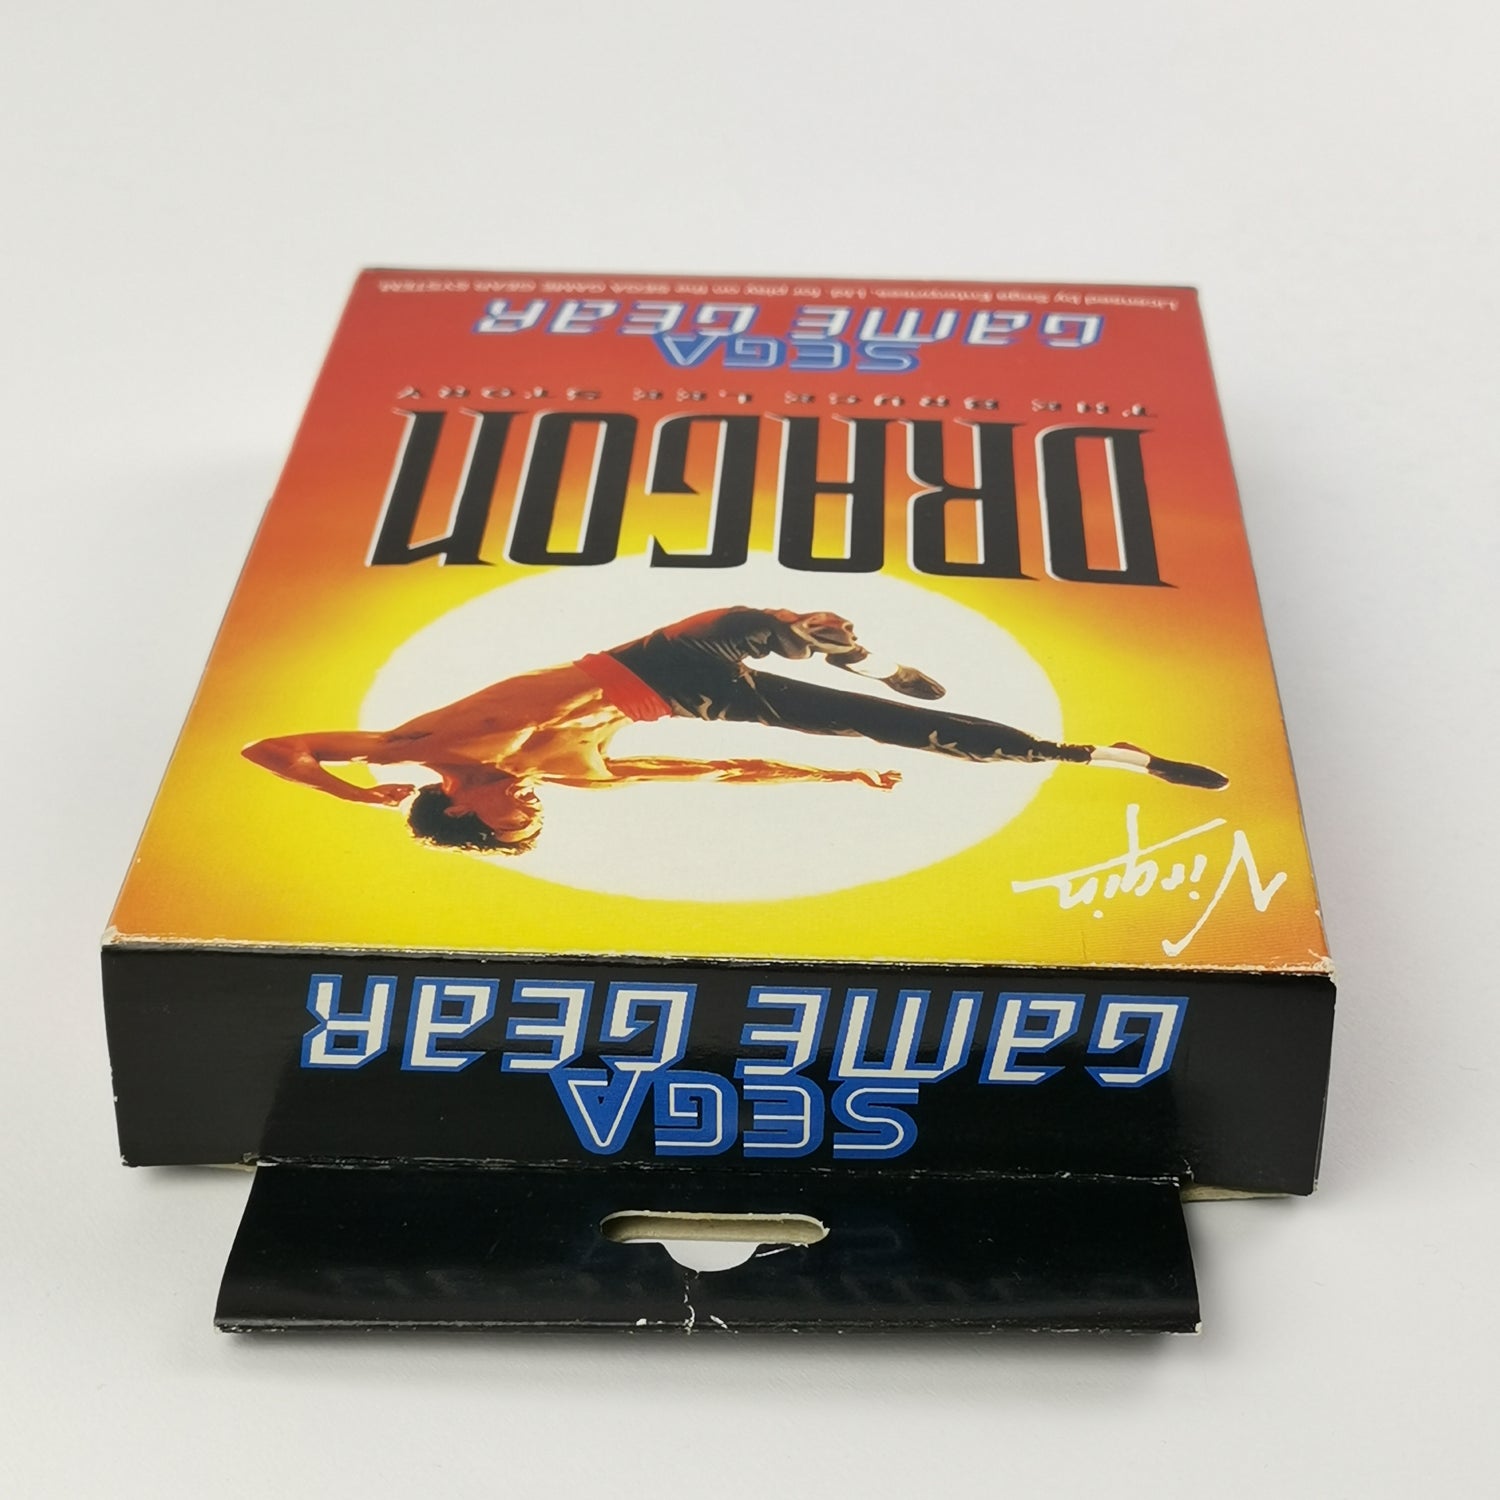 SEGA
GAME GEAR
Virgin
DRAGON
THE BRUCE LEE STORY
SEGA
GAME GEAR
Licensed by Sega Enterprises, Ltd. for play on the SEGA GAME GEAR SYSTEM.